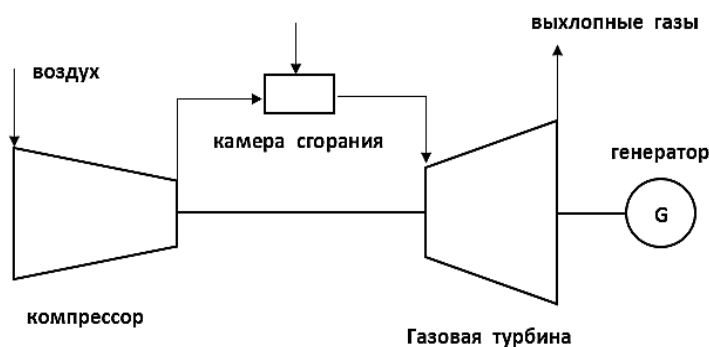 выхлопные газы
воздух
камера сгорания
генератор
G
компрессор
Газовая турбина